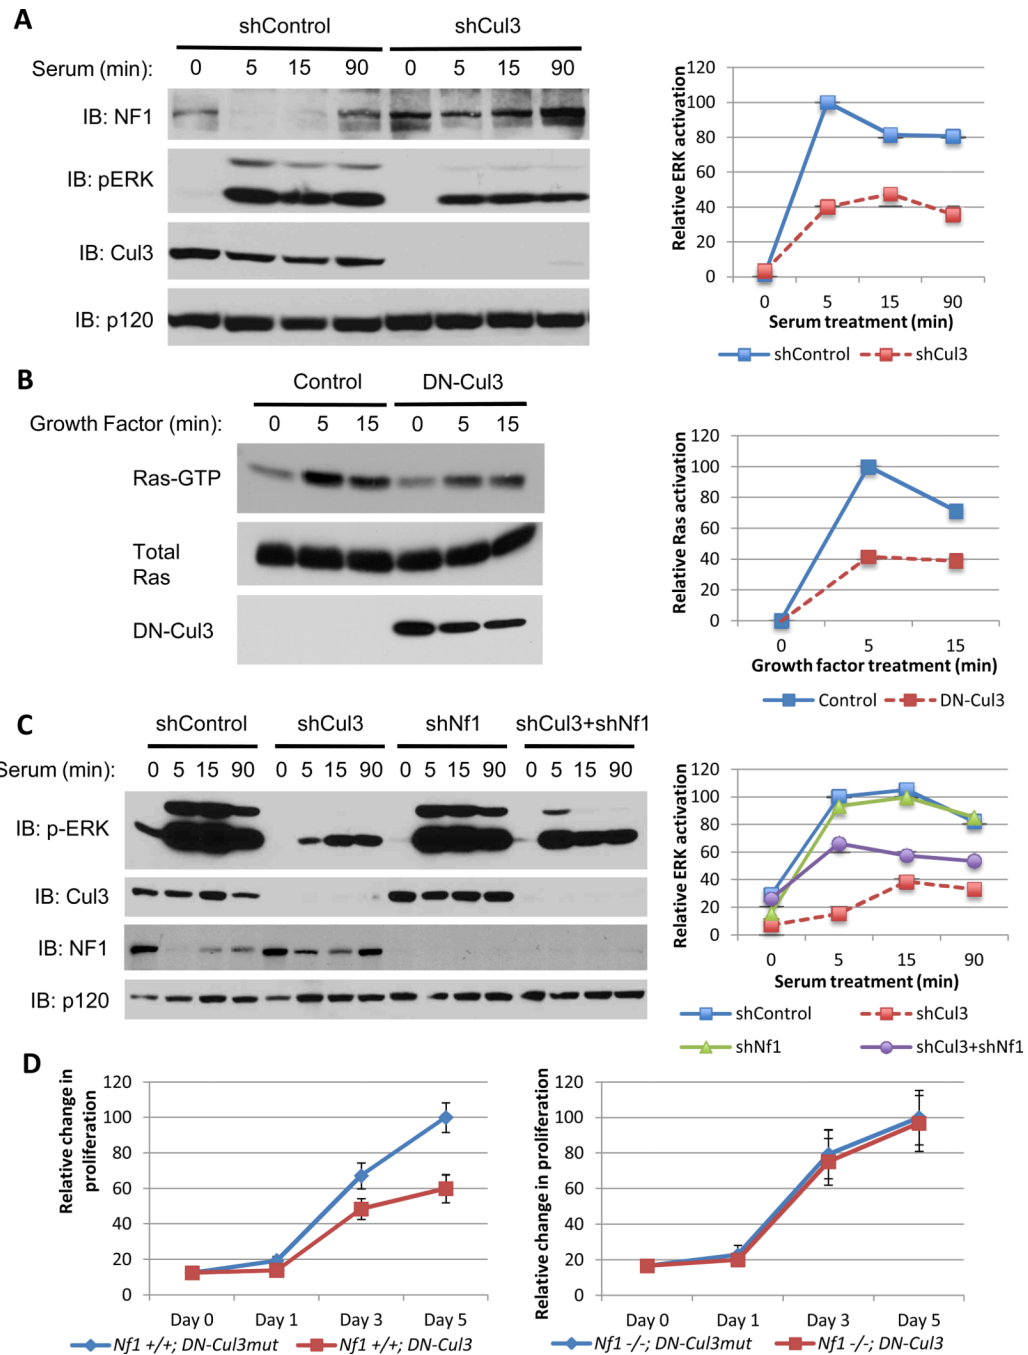 A
shControl shCul3
Serum (min): 0 5 15 90 0 5 15 90
IB: NF1
IB: pERK
IB: Cul3
IB: p120
Relative ERK activation
120
100
80
60
40
20
0
0 5 15 90
Serum treatment (min)
shControl shCul3
B
Control DN-Cul3
Growth Factor (min): 0 5 15 0 5 15
Ras-GTP
Total
Ras
DN-Cul3
Relative Ras activation
120
100
80
60
40
20
0
0 5 15
Growth factor treatment (min)
Control DN-Cul3
C
shControl shCul3 shNf1 shCul3+shNf1
Serum (min): 0 5 15 90 0 5 15 90 0 5 15 90 0 5 15 90
IB: p-ERK
IB: Cul3
IB: NF1
IB: p120
Relative ERK activation
120
100
80
60
40
20
0
0 5 15 90
Serum treatment (min)
shControl shCul3
shNf1 shCul3+shNf1
D
Relative change in
proliferation
120
100
80
60
40
20
0
Day 0 Day 1 Day 3 Day 5
Nf1 +/+; DN-Cul3mut Nf1 +/+; DN-Cul3
Relative change in proliferation
120
100
80
60
40
20
0
Day 0 Day 1 Day 3 Day 5
Nf1 -/-; DN-Cul3mut Nf1 -/-; DN-Cul3